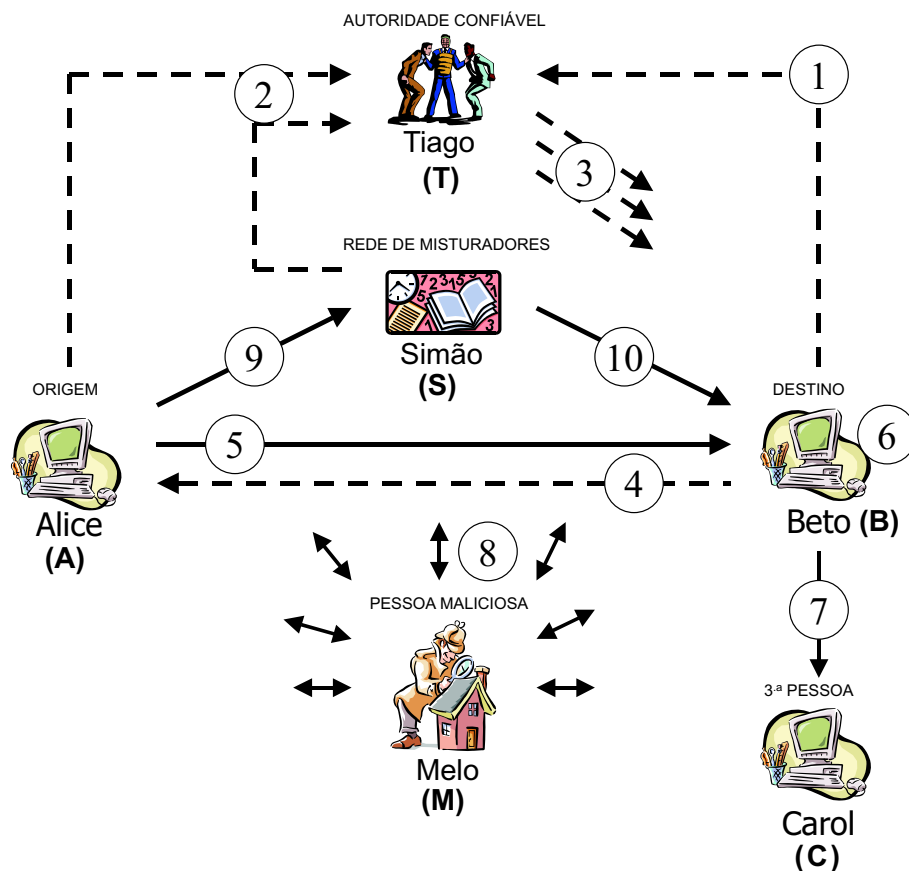 AUTORIDADE CONFIÁVEL
2
1
Tiago
(T)
3
REDE DE MISTURADORES
9
Simão
(S)
10
ORIGEM
DESTINO
5
6
4
Alice
(A)
Beto (B)
8
PESSOA MALICIOSA
7
3.ª PESSOA
Melo
(M)
Carol
(C)